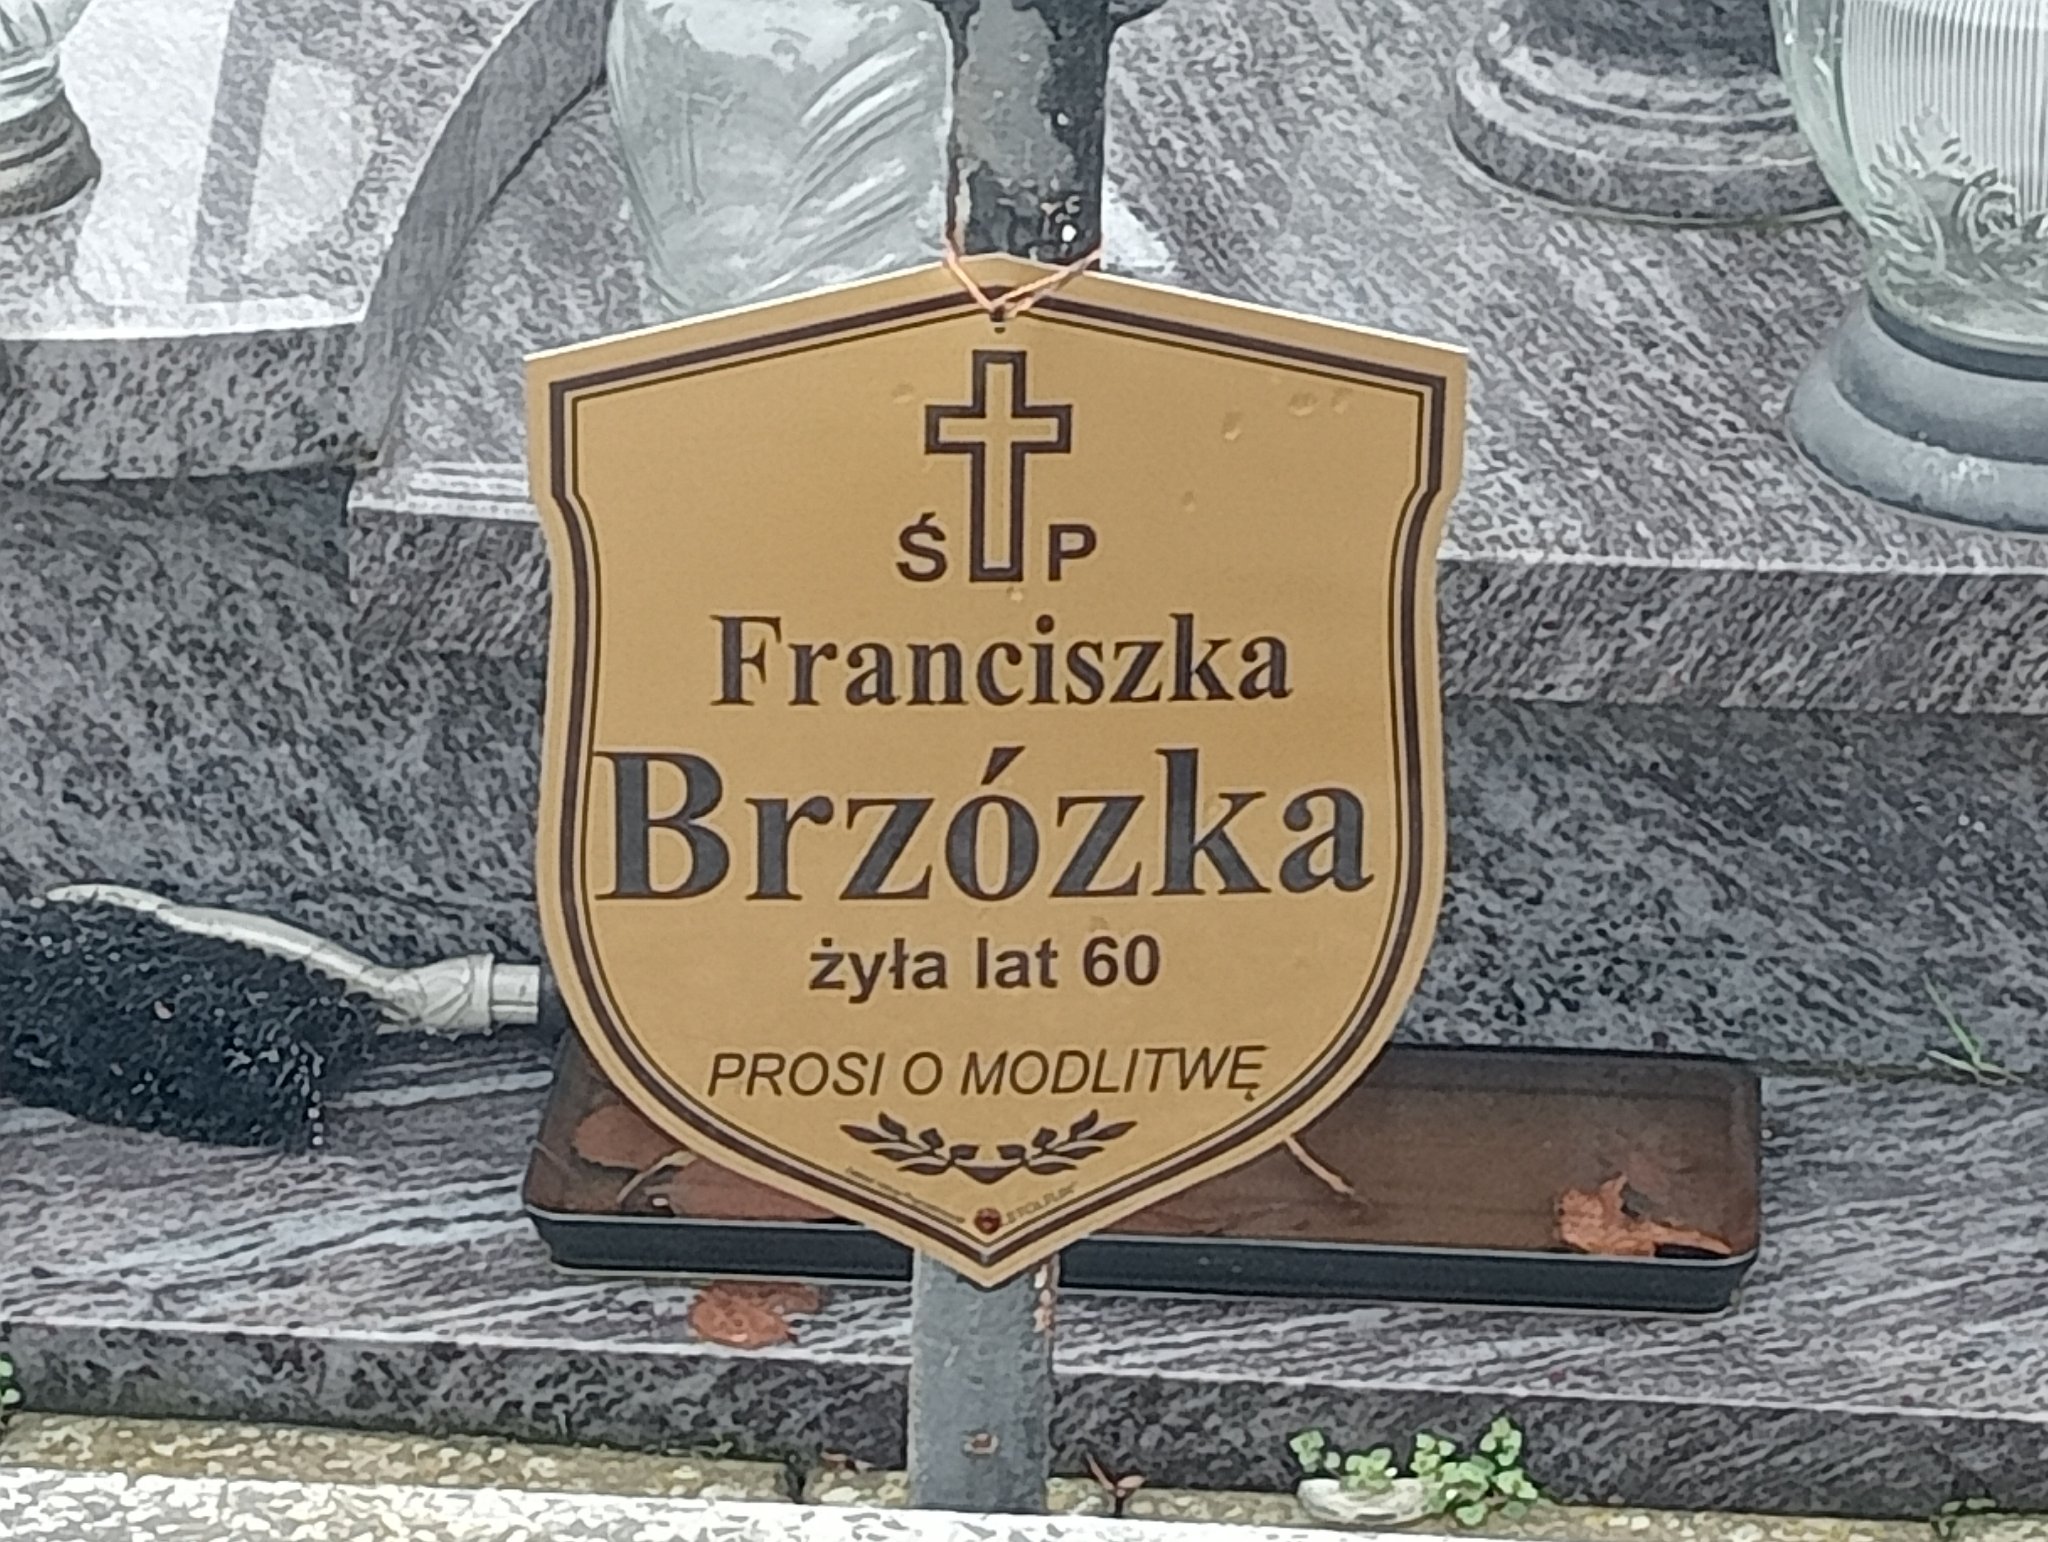 Ś P
Franciszka
Brzózka
żyła lat 60
PROSI O MODLITWĘ